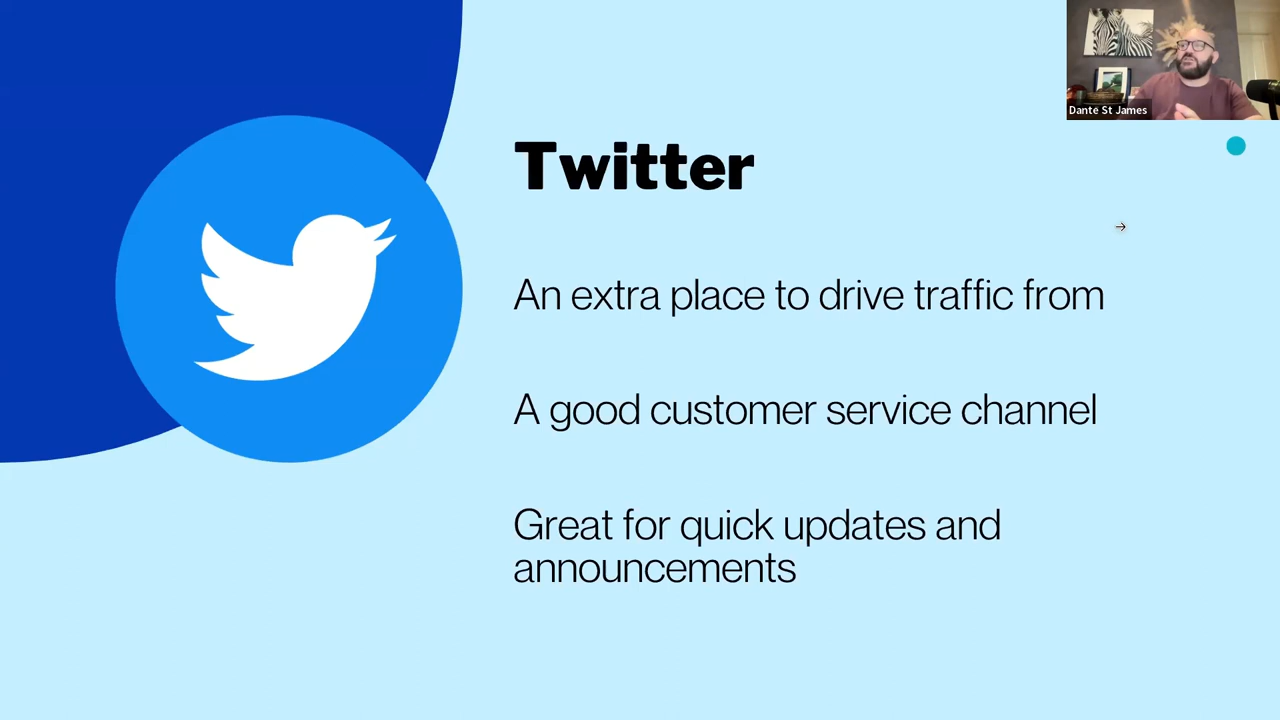 Dante St James
Twitter
An extra place to drive traffic from
A good customer service channel
Great for quick updates and
announcements